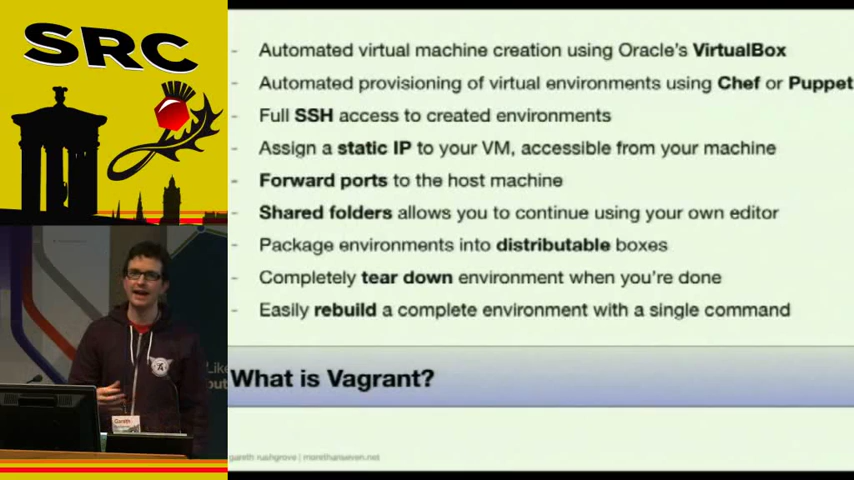 SRC
- Automated virtual machine creation using Oracle's VirtualBox
- Automated provisioning of virtual environments using Chef or Puppet
- Full SSH access to created environments
- Assign a static IP to your VM, accessible from your machine
- Forward ports to the host machine
- Shared folders allows you to continue using your own editor
- Package environments into distributable boxes
- Completely tear down environment when you're done
- Easily rebuild a complete environment with a single command
What is Vagrant?
gareth rushgrove | morethanseven.net
Like
but
Gareth